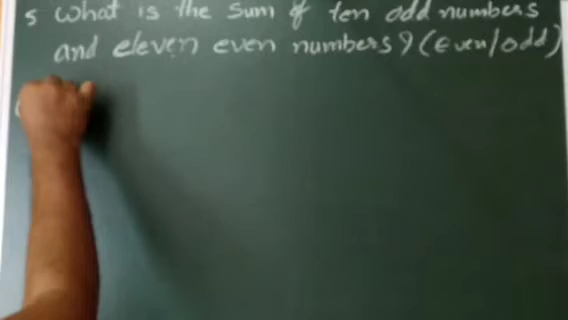 5 What is the sum of ten odd numbers
and eleven even numbers? (Even/odd)